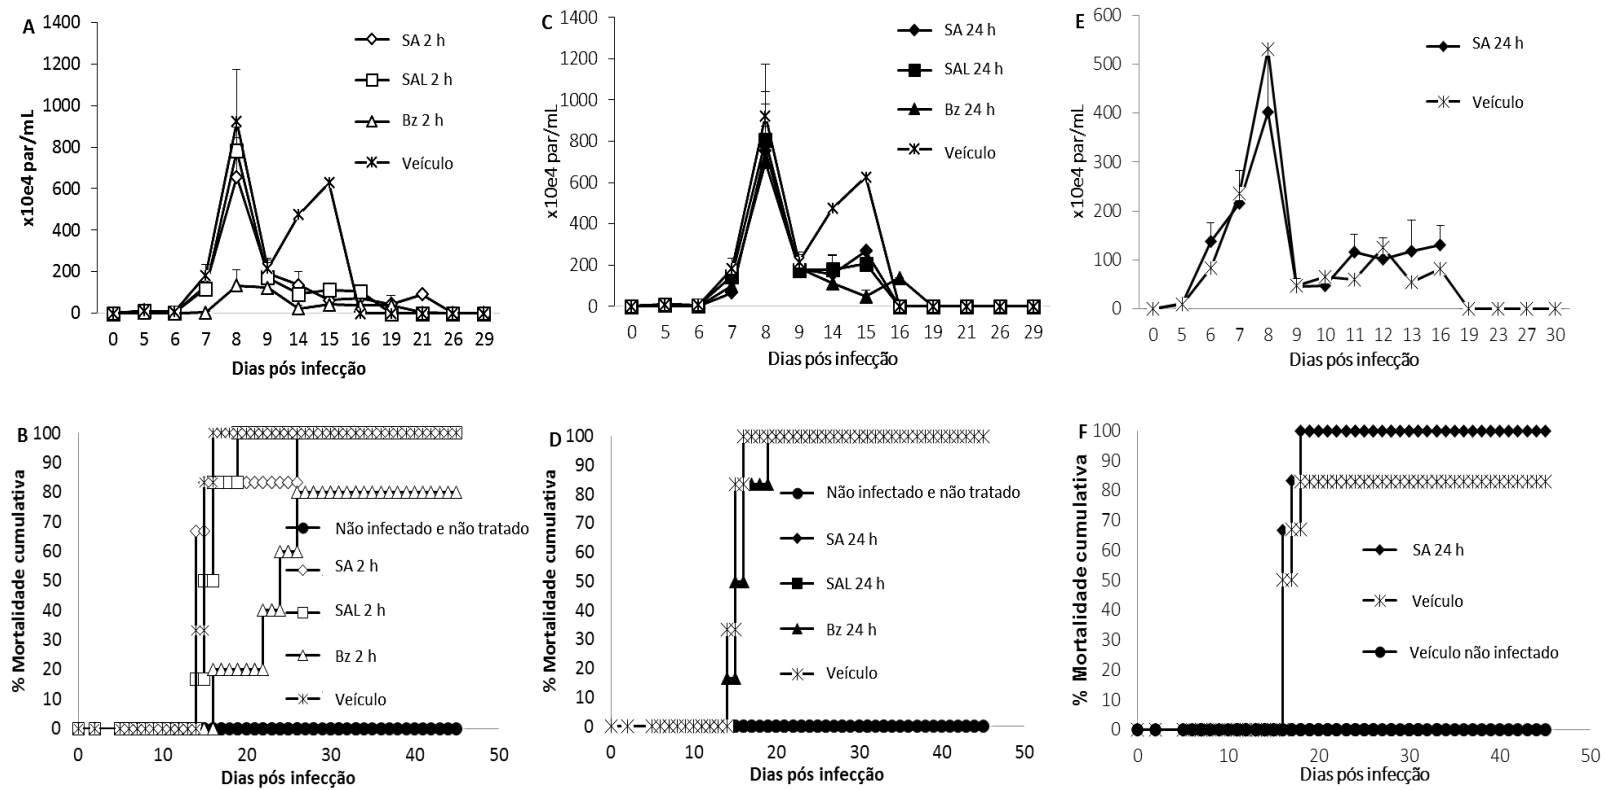 A
1400
1200
1000
800
600
400
200
0
x10e4 par/mL
SA 2 h
SAL 2 h
Bz 2 h
Veículo
0 5 6 7 8 9 14 15 16 19 21 26 29
Dias pós infecção
C
1400
1200
1000
800
600
400
200
0
x10e4 par/mL
SA 24 h
SAL 24 h
Bz 24 h
Veículo
0 5 6 7 8 9 14 15 16 19 21 26 29
Dias pós infecção
E
600
500
400
300
200
100
0
x10e4 par/mL
SA 24 h
Veículo
0 5 6 7 8 9 10 11 12 13 16 19 23 27 30
Dias pós infecção
B
100
90
80
70
60
50
40
30
20
10
0
% Mortalidade cumulativa
Não infectado e não tratado
SA 2 h
SAL 2 h
Bz 2 h
Veículo
0 10 20 30 40 50
Dias pós infecção
D
100
90
80
70
60
50
40
30
20
10
0
% Mortalidade cumulativa
Não infectado e não tratado
SA 24 h
SAL 24 h
Bz 24 h
Veículo
0 10 20 30 40 50
Dias pós infecção
F
100
90
80
70
60
50
40
30
20
10
0
% Mortalidade cumulativa
SA 24 h
Veículo
Veículo não infectado
0 10 20 30 40 50
Dias pós infecção